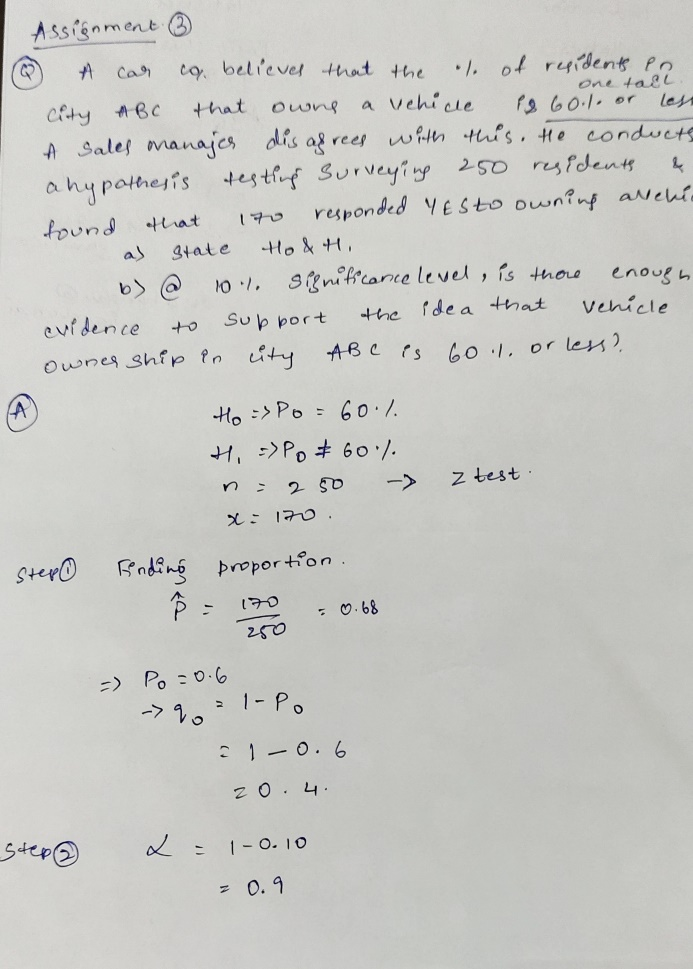 Assignment ③
Q A car co. believes that the % of residents in
one tail
city ABC that owns a vehicle is 60% or less
A sales manajer disagrees with this. He conducts
a hypothesis testing surveying 250 residents &
found that 170 responded YES to owning a vehi
a) state H₀ & H₁
b) @ 10% significance level, is there enough
evidence to support the idea that vehicle
owner ship in city ABC is 60% or less?
A H₀ => P₀ = 60%
H₁ => P₀ ≠ 60%
n = 250 -> Z test.
x = 170.
Step① Finding proportion.
p̂ = 170/250 = 0.68
=> P₀ = 0.6
-> q₀ = 1 - P₀
= 1 - 0.6
= 0.4.
Step② α = 1 - 0.10
= 0.9